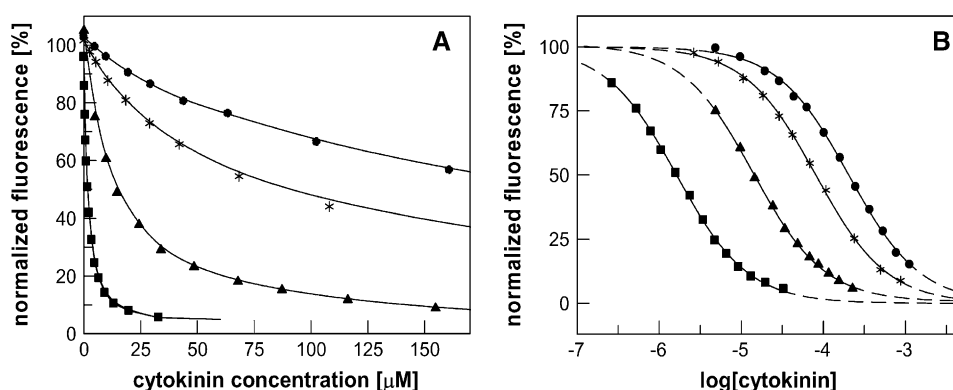 A
normalized fluorescence [%]
100
80
60
40
20
0
0 25 50 75 100 125 150
cytokinin concentration [μM]
B
normalized fluorescence [%]
100
75
50
25
0
-7 -6 -5 -4 -3
log[cytokinin]